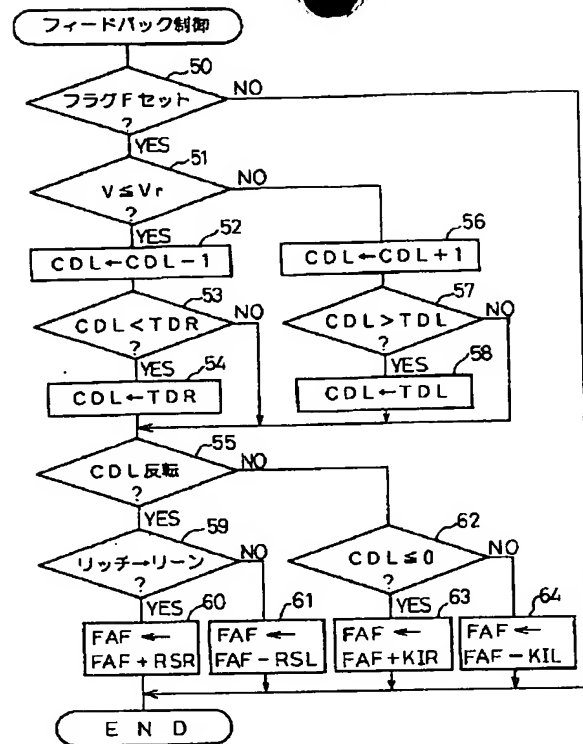 フィードバック制御
50
フラグFセット
?
NO
YES
51
V≦Vr
?
NO
YES
52
CDL←CDL-1
56
CDL←CDL+1
53
CDL<TDR
?
NO
YES
57
CDL>TDL
?
NO
YES
54
CDL←TDR
58
CDL←TDL
55
CDL反転
?
NO
YES
59
リッチ→リーン
?
NO
YES
62
CDL≦0
?
NO
YES
60
FAF←
FAF+RSR
61
FAF←
FAF-RSL
63
FAF←
FAF+KIR
64
FAF←
FAF-KIL
END